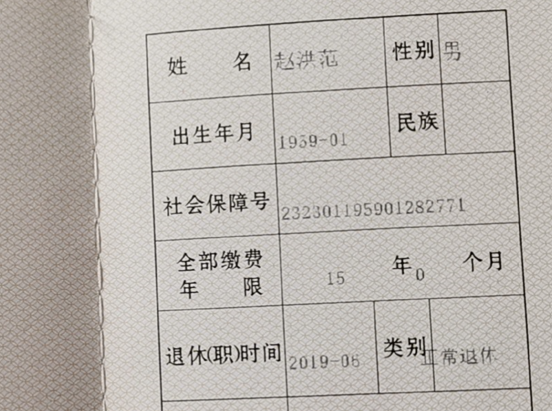 姓 名 赵洪范 性别 男
出生年月 1959-01 民族
社会保障号 232301195901282771
全部缴费
年 限 15 年 0 个月
退休(职)时间 2019-06 类别 正常退休